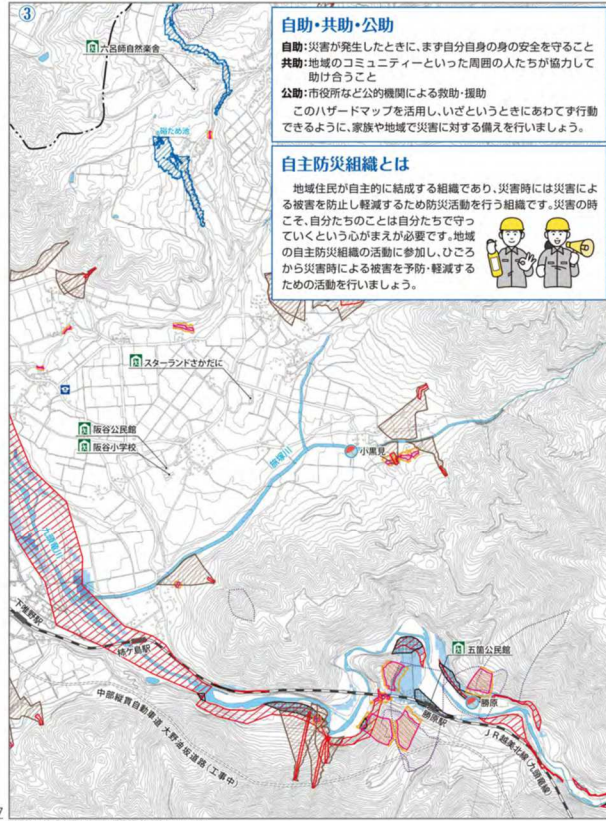 ③
自助・共助・公助
自助:災害が発生したときに、まず自分自身の身の安全を守ること
共助:地域のコミュニティーといった周囲の人たちが協力して
助け合うこと
公助:市役所など公的機関による救助・援助
このハザードマップを活用し、いざというときにあわてず行動
できるように、家族や地域で災害に対する備えを行いましょう。
自主防災組織とは
地域住民が自主的に結成する組織であり、災害時には災害によ
る被害を防止し軽減するため防災活動を行う組織です。災害の時
こそ、自分たちのことは自分たちで守っ
ていくという心がまえが必要です。地域
の自主防災組織の活動に参加し、ひごろ
から災害時による被害を予防・軽減する
ための活動を行いましょう。
六呂師自然楽舎
スターランドさかだに
阪谷公民館
阪谷小学校
小黒見
九頭竜川
下唯野駅
柿ケ島駅
五箇公民館
勝原
勝原駅
中部縦貫自動車道 大野油坂道路(工事中)
JR越美北線(九頭竜線)
7